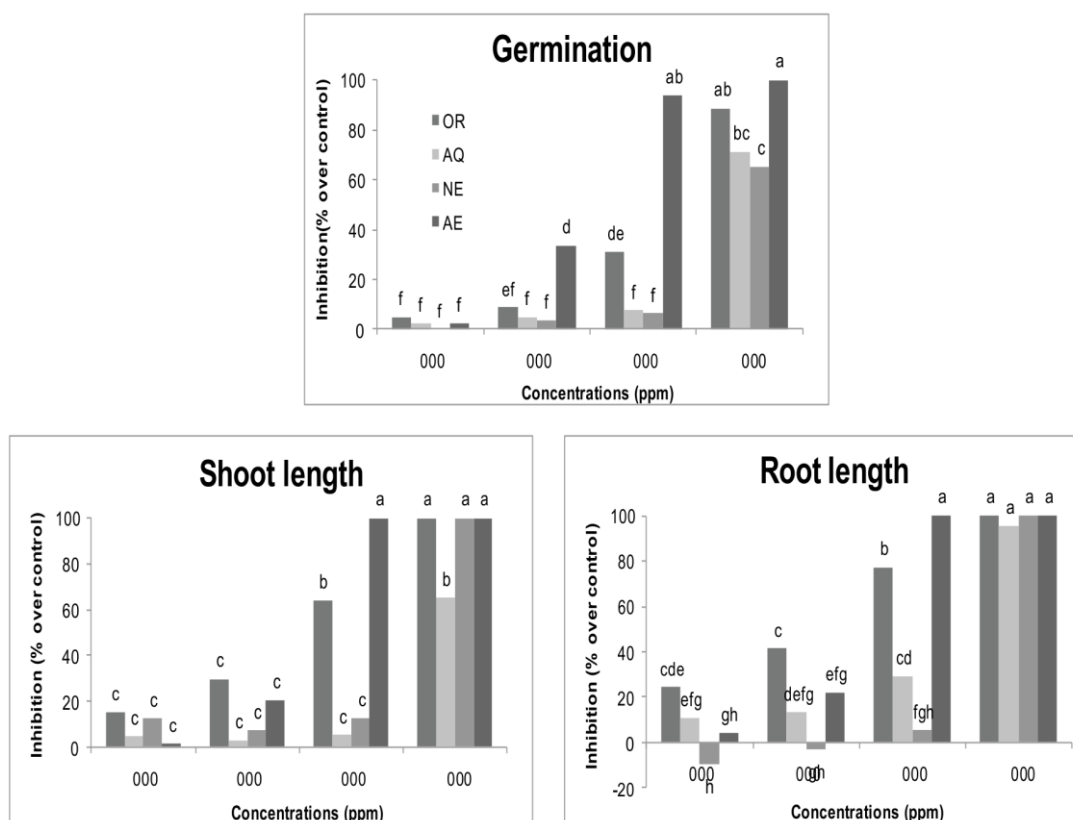 Germination
Inhibition(% over control)
100
80
60
40
20
0
OR
AQ
NE
AE
f f f f
ef f f d
de f f ab
ab bc c a
000 000 000 000
Concentrations (ppm)
Shoot length
Inhibition (% over control)
100
80
60
40
20
0
c c c c
c c c c
b c c a
a b a a
000 000 000 000
Concentrations (ppm)
Root length
Inhibition (% over control)
100
80
60
40
20
0
-20
cde efg h gh
c defg gh efg
b cd fgh a
a a a a
000 000 000 000
Concentrations (ppm)